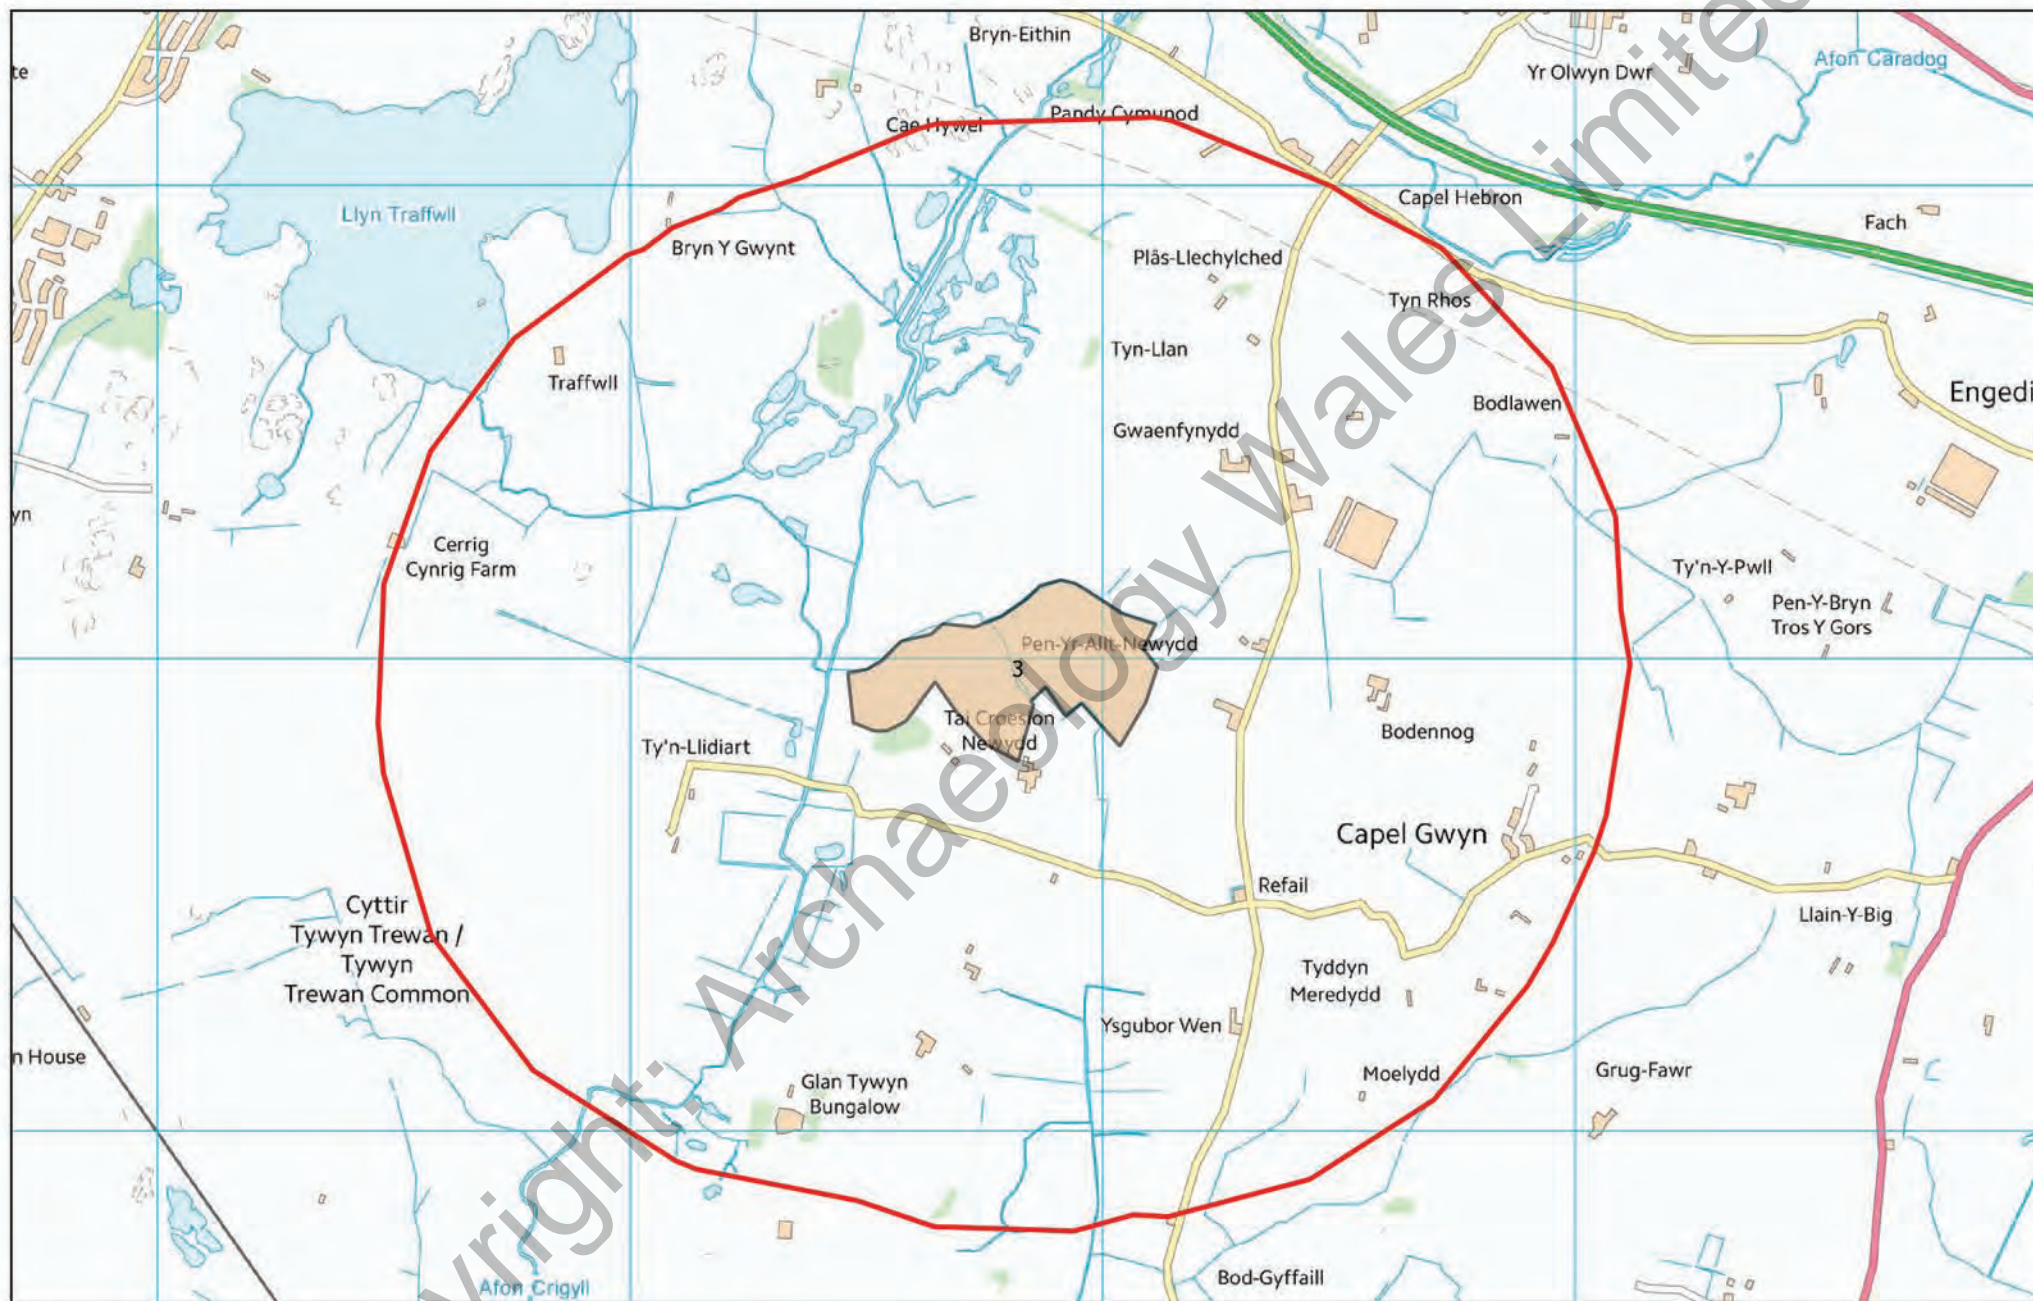 Bryn-Eithin
Afon Caradog
te
Yr Olwyn Dwr
Cae Hywel
Pandy Cymunod
Capel Hebron
Llyn Traffwll
Fach
Bryn Y Gwynt
Plâs-Llechylched
Tyn Rhos
Tyn-Llan
Traffwll
Engedi
Bodlawen
Gwaenfynydd
yn
Cerrig
Cynrig Farm
Ty'n-Y-Pwll
Pen-Y-Bryn
Tros Y Gors
Pen-Yr-Allt-Newydd
3
Tai Croesion
Newydd
Ty'n-Llidiart
Bodennog
Capel Gwyn
Refail
Cyttir
Tywyn Trewan /
Tywyn
Trewan Common
Llain-Y-Big
Tyddyn
Meredydd
Ysgubor Wen
n House
Glan Tywyn
Bungalow
Moelydd
Grug-Fawr
Bod-Gyffaill
Afon Crigyll
yright: Archaeology Wales Limited